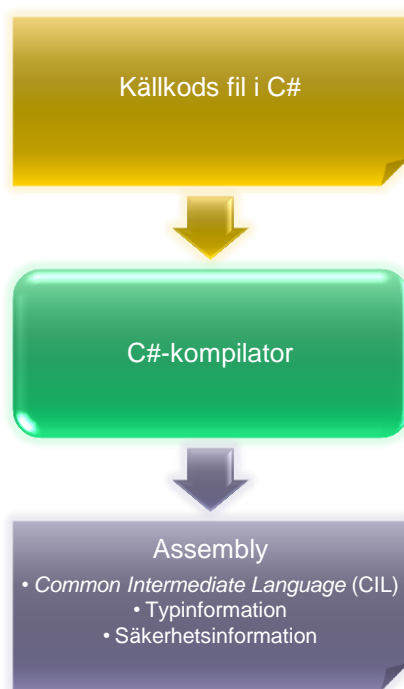 Källkods fil i C#
C#-kompilator
Assembly
• Common Intermediate Language (CIL)
• Typinformation
• Säkerhetsinformation